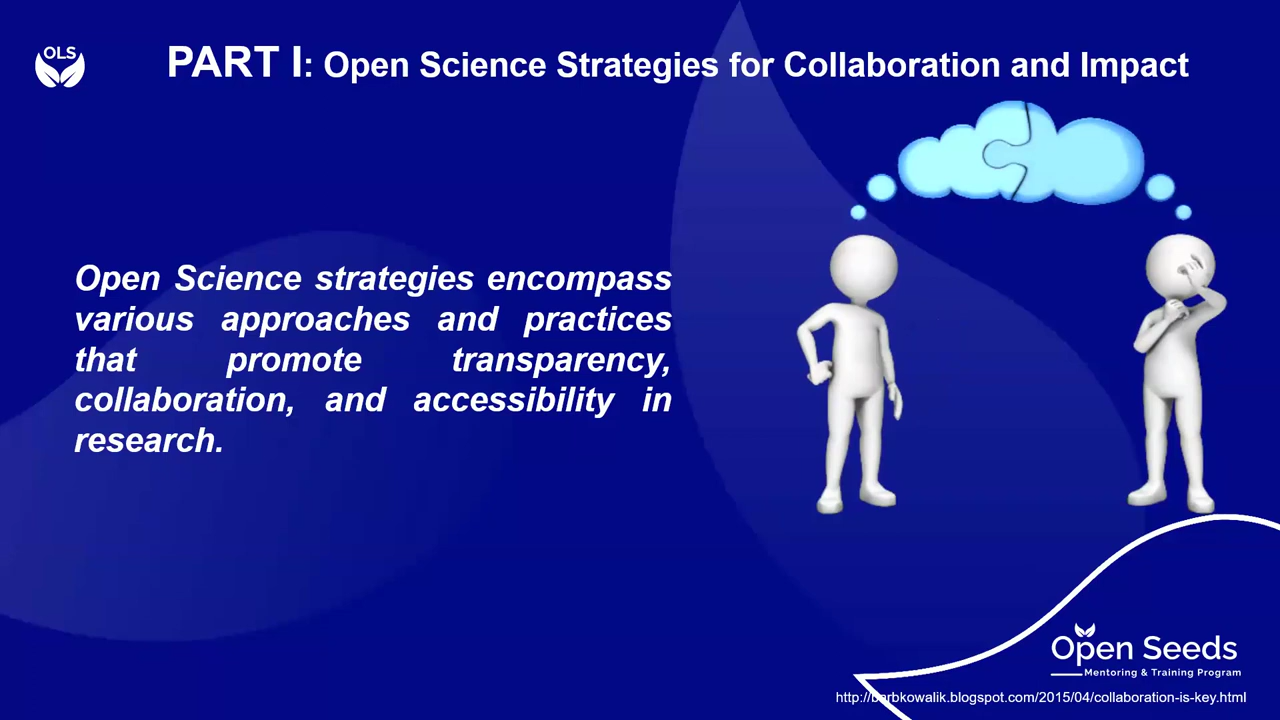 OLS
PART I: Open Science Strategies for Collaboration and Impact
Open Science strategies encompass
various approaches and practices
that promote transparency,
collaboration, and accessibility in
research.
Open Seeds
Mentoring & Training Program
http://barbkowalik.blogspot.com/2015/04/collaboration-is-key.html